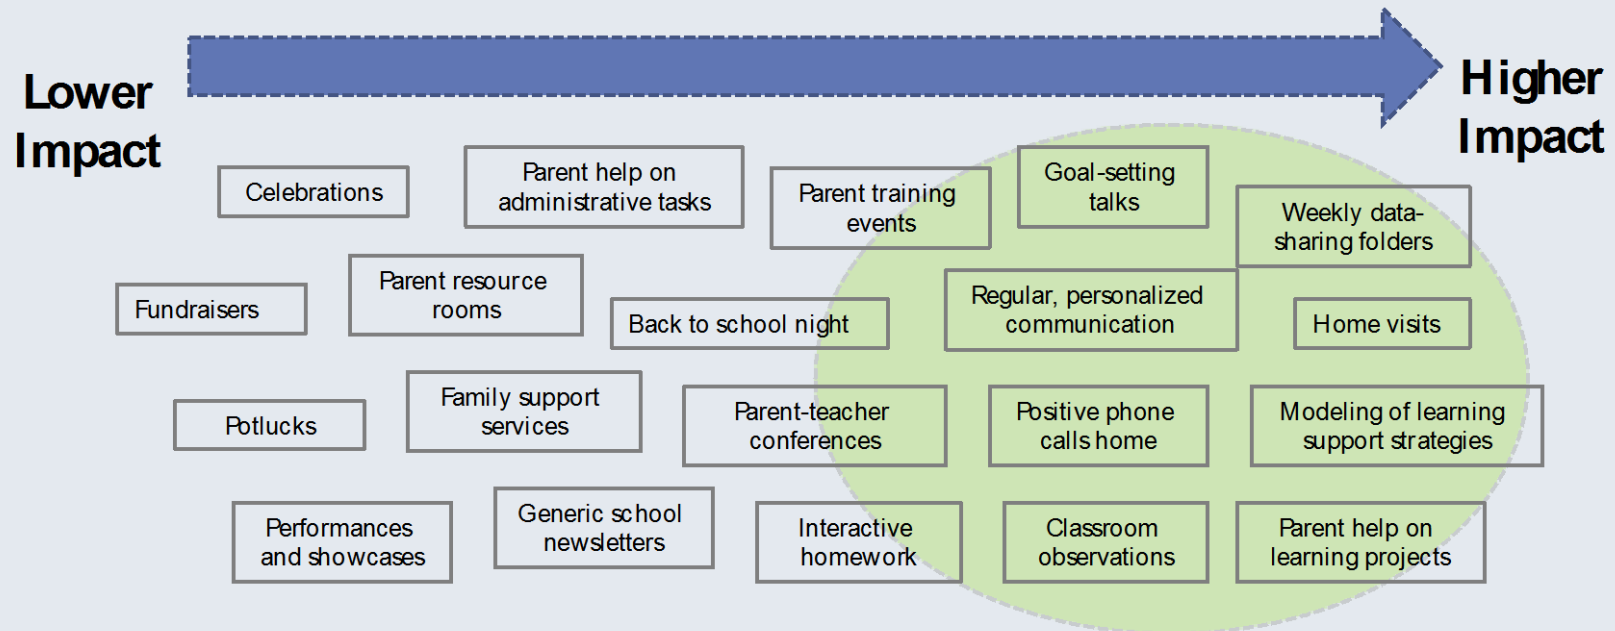 Lower
Impact
Higher
Impact
Celebrations
Parent help on
administrative tasks
Parent training
events
Goal-setting
talks
Weekly data-
sharing folders
Fundraisers
Parent resource
rooms
Back to school night
Regular, personalized
communication
Home visits
Potlucks
Family support
services
Parent-teacher
conferences
Positive phone
calls home
Modeling of learning
support strategies
Performances
and showcases
Generic school
newsletters
Interactive
homework
Classroom
observations
Parent help on
learning projects